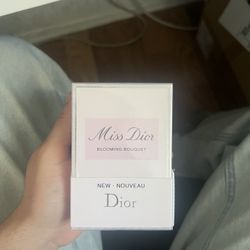 Miss Dior
BLOOMING BOUQUET
NEW · NOUVEAU
Dior